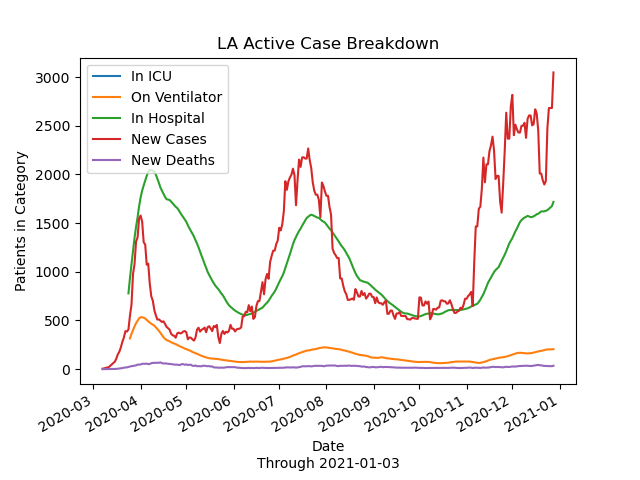 LA Active Case Breakdown
In ICU
On Ventilator
In Hospital
New Cases
New Deaths
Patients in Category
3000
2500
2000
1500
1000
500
0
2020-03
2020-04
2020-05
2020-06
2020-07
2020-08
2020-09
2020-10
2020-11
2020-12
2021-01
Date
Through 2021-01-03